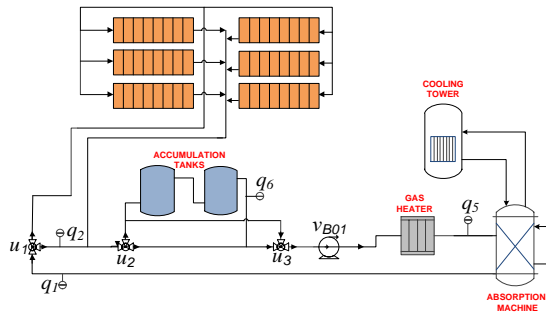 COOLING
TOWER
ACCUMULATION
TANKS
q6
GAS
HEATER
q5
q2
vB01
u1
u2
u3
q1
ABSORPTION
MACHINE